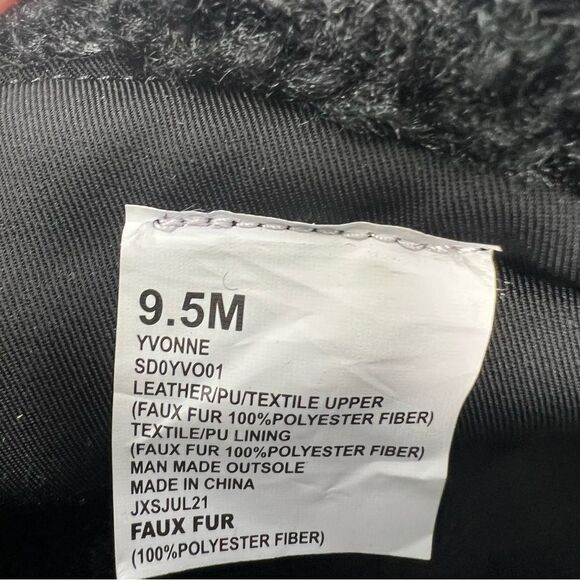 9.5M
YVONNE
SD0YVO01
LEATHER/PU/TEXTILE UPPER
(FAUX FUR 100%POLYESTER FIBER)
TEXTILE/PU LINING
(FAUX FUR 100%POLYESTER FIBER)
MAN MADE OUTSOLE
MADE IN CHINA
JXSJUL21
FAUX FUR
(100%POLYESTER FIBER)